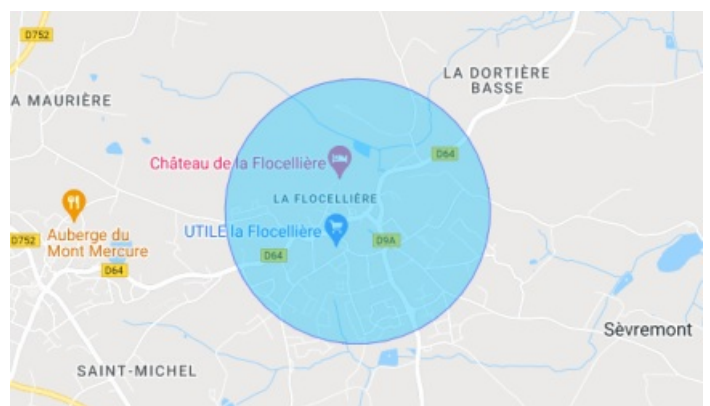 D752
LA DORTIÈRE
BASSE
A MAURIÈRE
D64
Château de la Flocellière
LA FLOCELLIÈRE
UTILE la Flocellière
Auberge du
Mont Mercure
D752
D9A
D64
D64
Sèvremont
SAINT-MICHEL